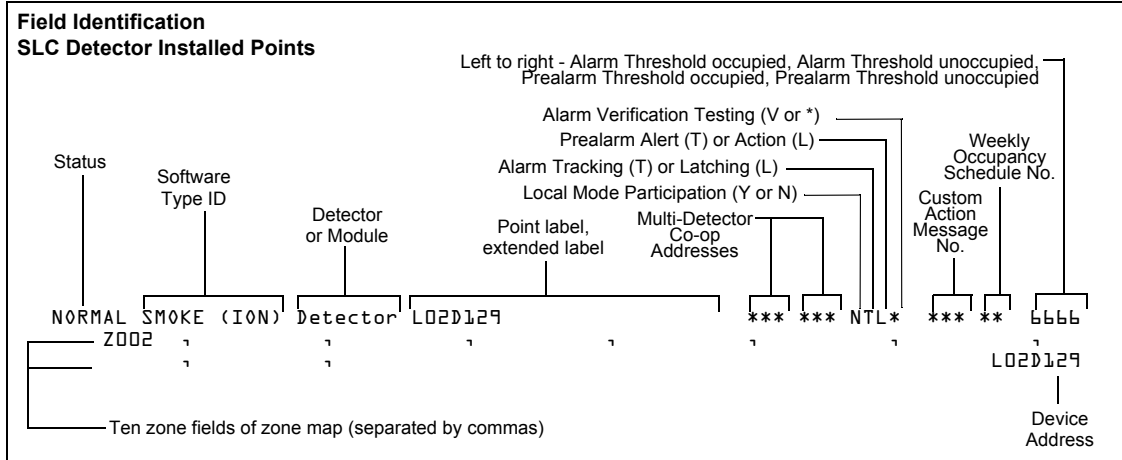 Field Identification
SLC Detector Installed Points
Left to right - Alarm Threshold occupied, Alarm Threshold unoccupied,
Prealarm Threshold occupied, Prealarm Threshold unoccupied
Alarm Verification Testing (V or *)
Prealarm Alert (T) or Action (L)
Alarm Tracking (T) or Latching (L)
Local Mode Participation (Y or N)
Weekly
Occupancy
Schedule No.
Status
Software
Type ID
Detector
or Module
Point label,
extended label
Multi-Detector
Co-op
Addresses
Custom
Action
Message
No.
NORMAL SMOKE (ION) Detector L02D129 *** *** NTL* *** ** 6666
Z002 , , , , , , ,
, , L02D129
Ten zone fields of zone map (separated by commas)
Device
Address